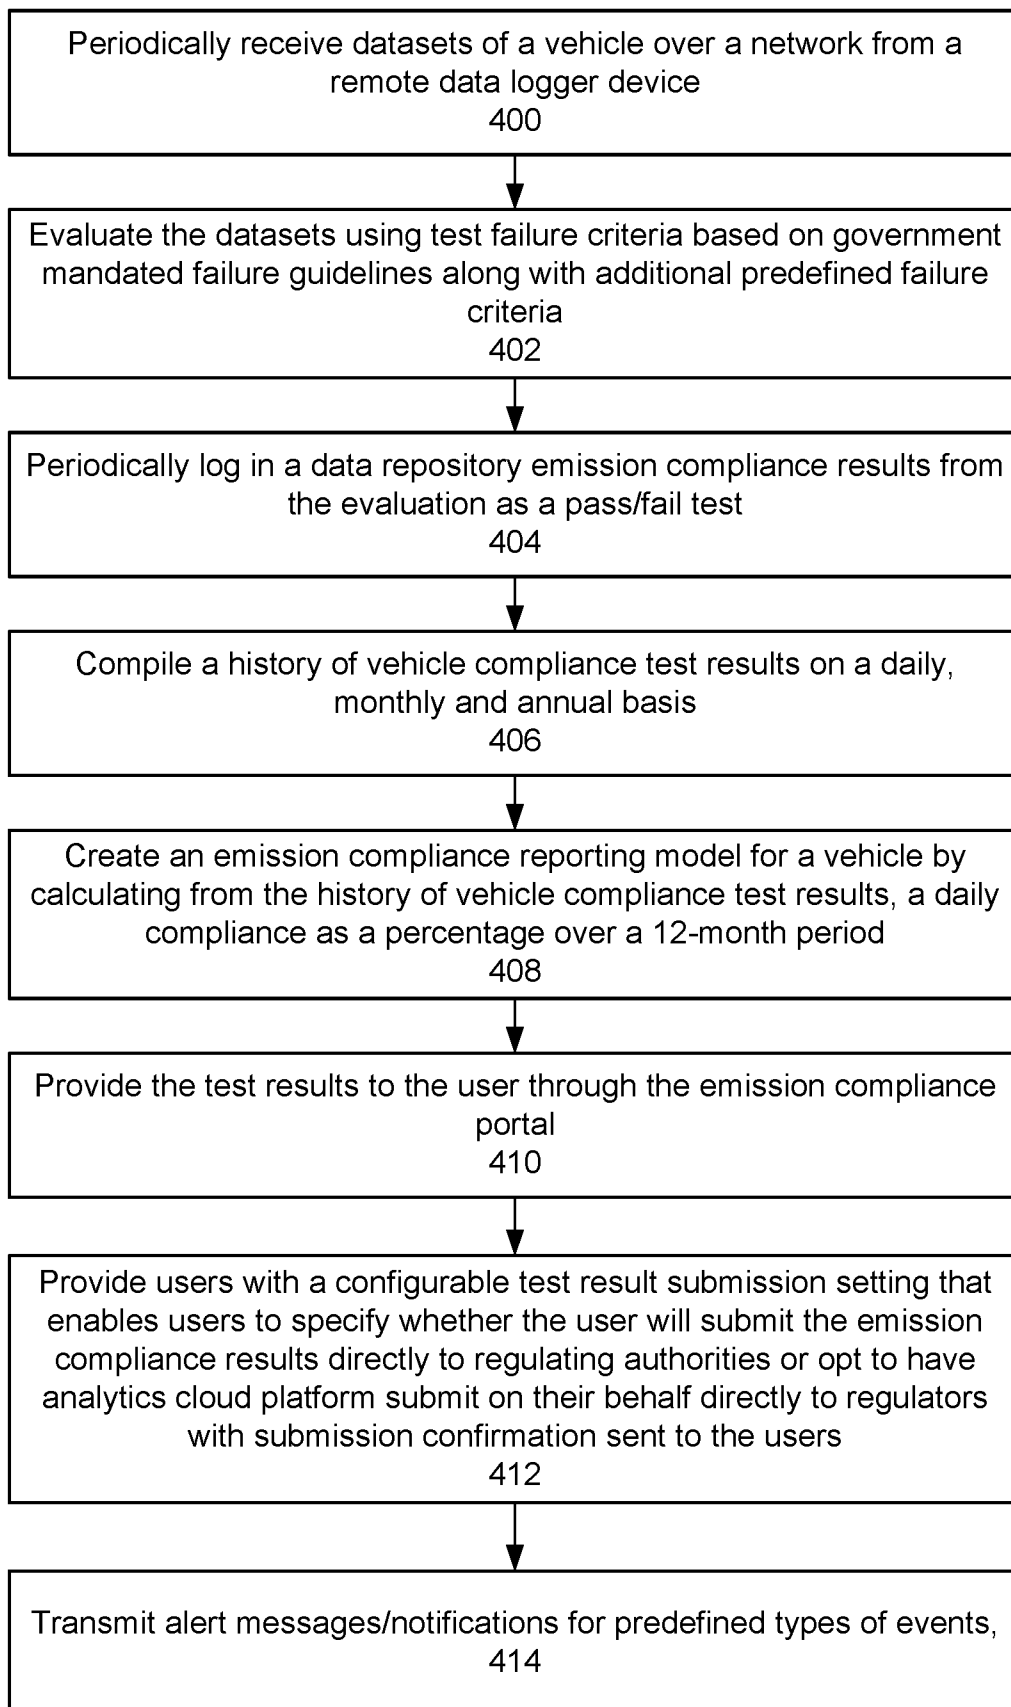 Periodically receive datasets of a vehicle over a network from a
remote data logger device
400
Evaluate the datasets using test failure criteria based on government
mandated failure guidelines along with additional predefined failure
criteria
402
Periodically log in a data repository emission compliance results from
the evaluation as a pass/fail test
404
Compile a history of vehicle compliance test results on a daily,
monthly and annual basis
406
Create an emission compliance reporting model for a vehicle by
calculating from the history of vehicle compliance test results, a daily
compliance as a percentage over a 12-month period
408
Provide the test results to the user through the emission compliance
portal
410
Provide users with a configurable test result submission setting that
enables users to specify whether the user will submit the emission
compliance results directly to regulating authorities or opt to have
analytics cloud platform submit on their behalf directly to regulators
with submission confirmation sent to the users
412
Transmit alert messages/notifications for predefined types of events,
414